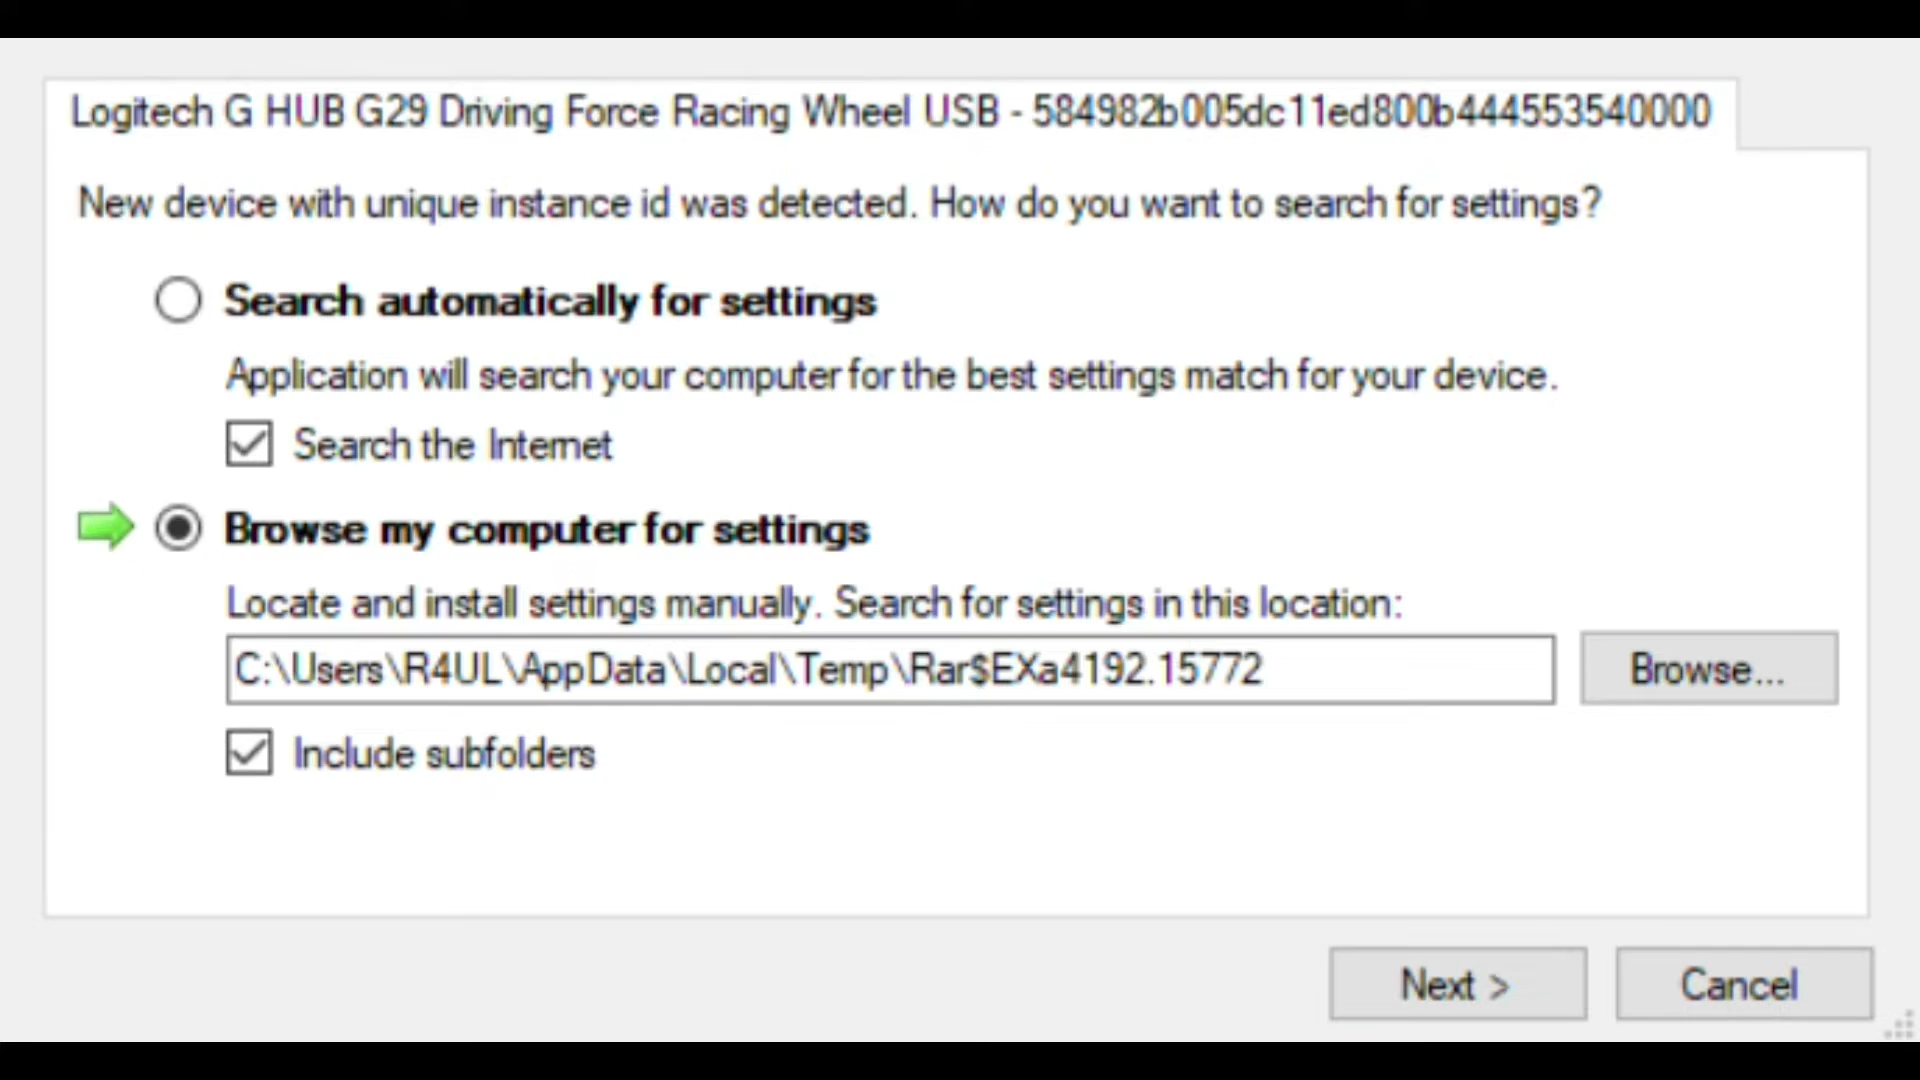 Logitech G HUB G29 Driving Force Racing Wheel USB - 584982b005dc11ed800b444553540000
New device with unique instance id was detected. How do you want to search for settings?
Search automatically for settings
Application will search your computer for the best settings match for your device.
Search the Internet
Browse my computer for settings
Locate and install settings manually. Search for settings in this location:
C:\Users\R4UL\AppData\Local\Temp\Rar$EXa4192.15772
Browse...
Include subfolders
Next >
Cancel